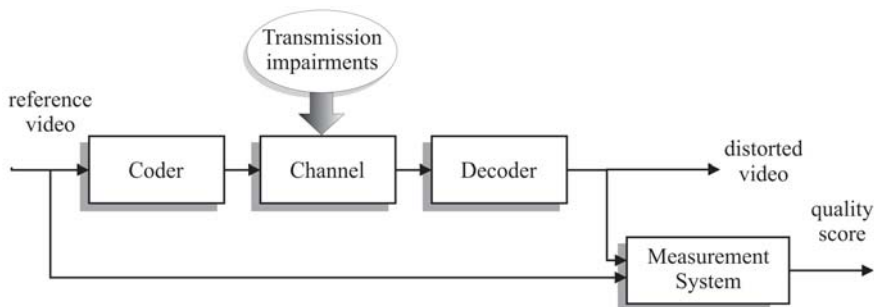 Transmission
impairments
reference
video
Coder
Channel
Decoder
distorted
video
quality
score
Measurement
System